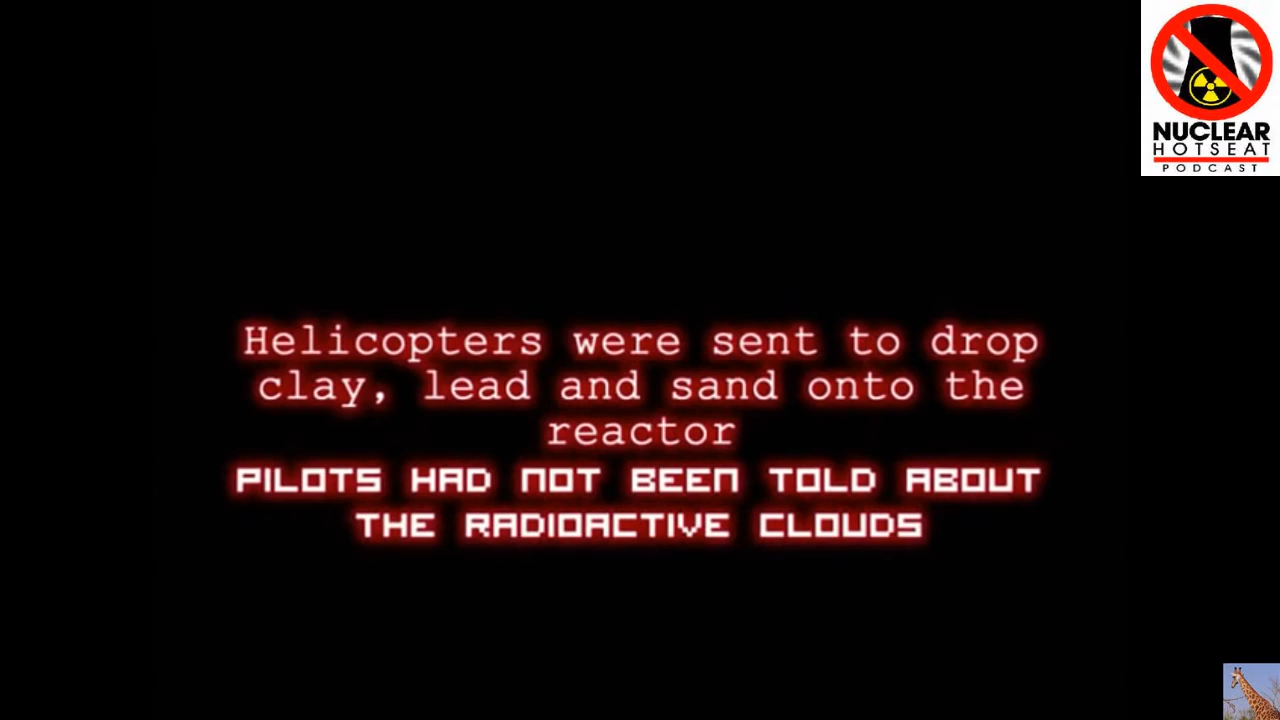 NUCLEAR
HOTSEAT
PODCAST
Helicopters were sent to drop
clay, lead and sand onto the
reactor
PILOTS HAD NOT BEEN TOLD ABOUT
THE RADIOACTIVE CLOUDS